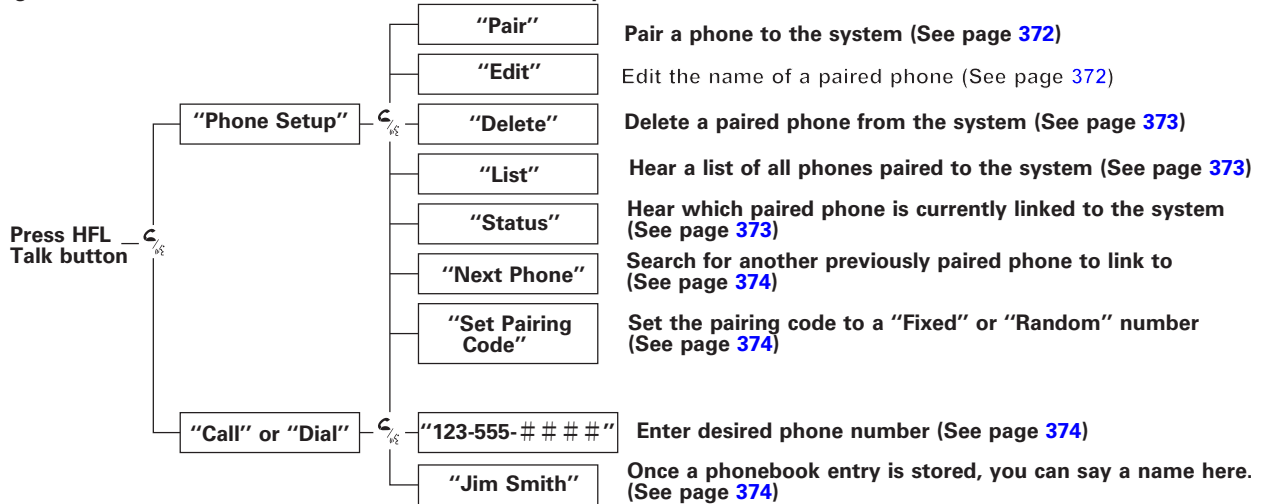 "Pair"
Pair a phone to the system (See page 372)
"Edit"
Edit the name of a paired phone (See page 372)
"Phone Setup"
"Delete"
Delete a paired phone from the system (See page 373)
"List"
Hear a list of all phones paired to the system (See page 373)
"Status"
Hear which paired phone is currently linked to the system
(See page 373)
Press HFL
Talk button
"Next Phone"
Search for another previously paired phone to link to
(See page 374)
"Set Pairing
Code"
Set the pairing code to a "Fixed" or "Random" number
(See page 374)
"Call" or "Dial"
"123-555-####"
Enter desired phone number (See page 374)
"Jim Smith"
Once a phonebook entry is stored, you can say a name here.
(See page 374)